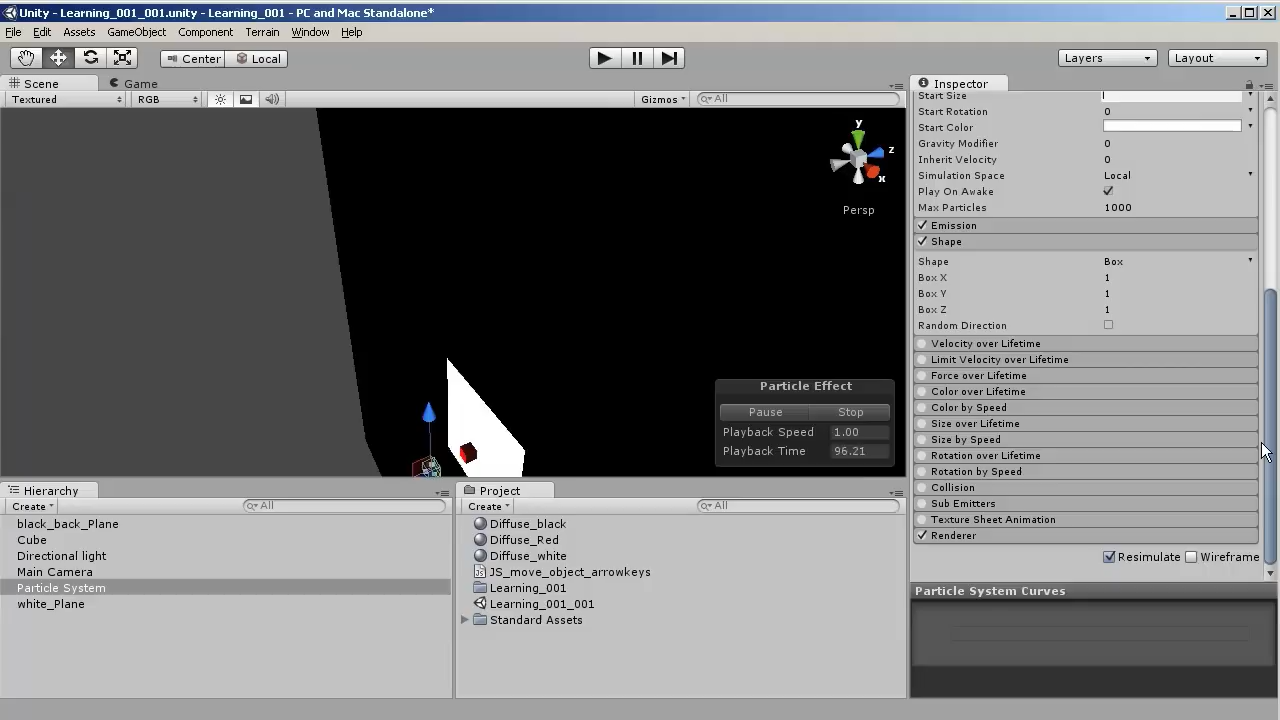 Unity - Learning_001_001.unity - Learning_001 - PC and Mac Standalone*
File Edit Assets GameObject Component Terrain Window Help
Center Local Layers Layout
Scene Game
Textured RGB Gizmos All
y
z
x
Persp
Particle Effect
Pause Stop
Playback Speed 1.00
Playback Time 96.21
Inspector
Start Size
Start Rotation 0
Start Color
Gravity Modifier 0
Inherit Velocity 0
Simulation Space Local
Play On Awake
Max Particles 1000
Emission
Shape
Shape Box
Box X 1
Box Y 1
Box Z 1
Random Direction
Velocity over Lifetime
Limit Velocity over Lifetime
Force over Lifetime
Color over Lifetime
Color by Speed
Size over Lifetime
Size by Speed
Rotation over Lifetime
Rotation by Speed
Collision
Sub Emitters
Texture Sheet Animation
Renderer
Resimulate Wireframe
Particle System Curves
Hierarchy
Create All
black_back_Plane
Cube
Directional light
Main Camera
Particle System
white_Plane
Project
Create All
Diffuse_black
Diffuse_Red
Diffuse_white
JS_move_object_arrowkeys
Learning_001
Learning_001_001
Standard Assets